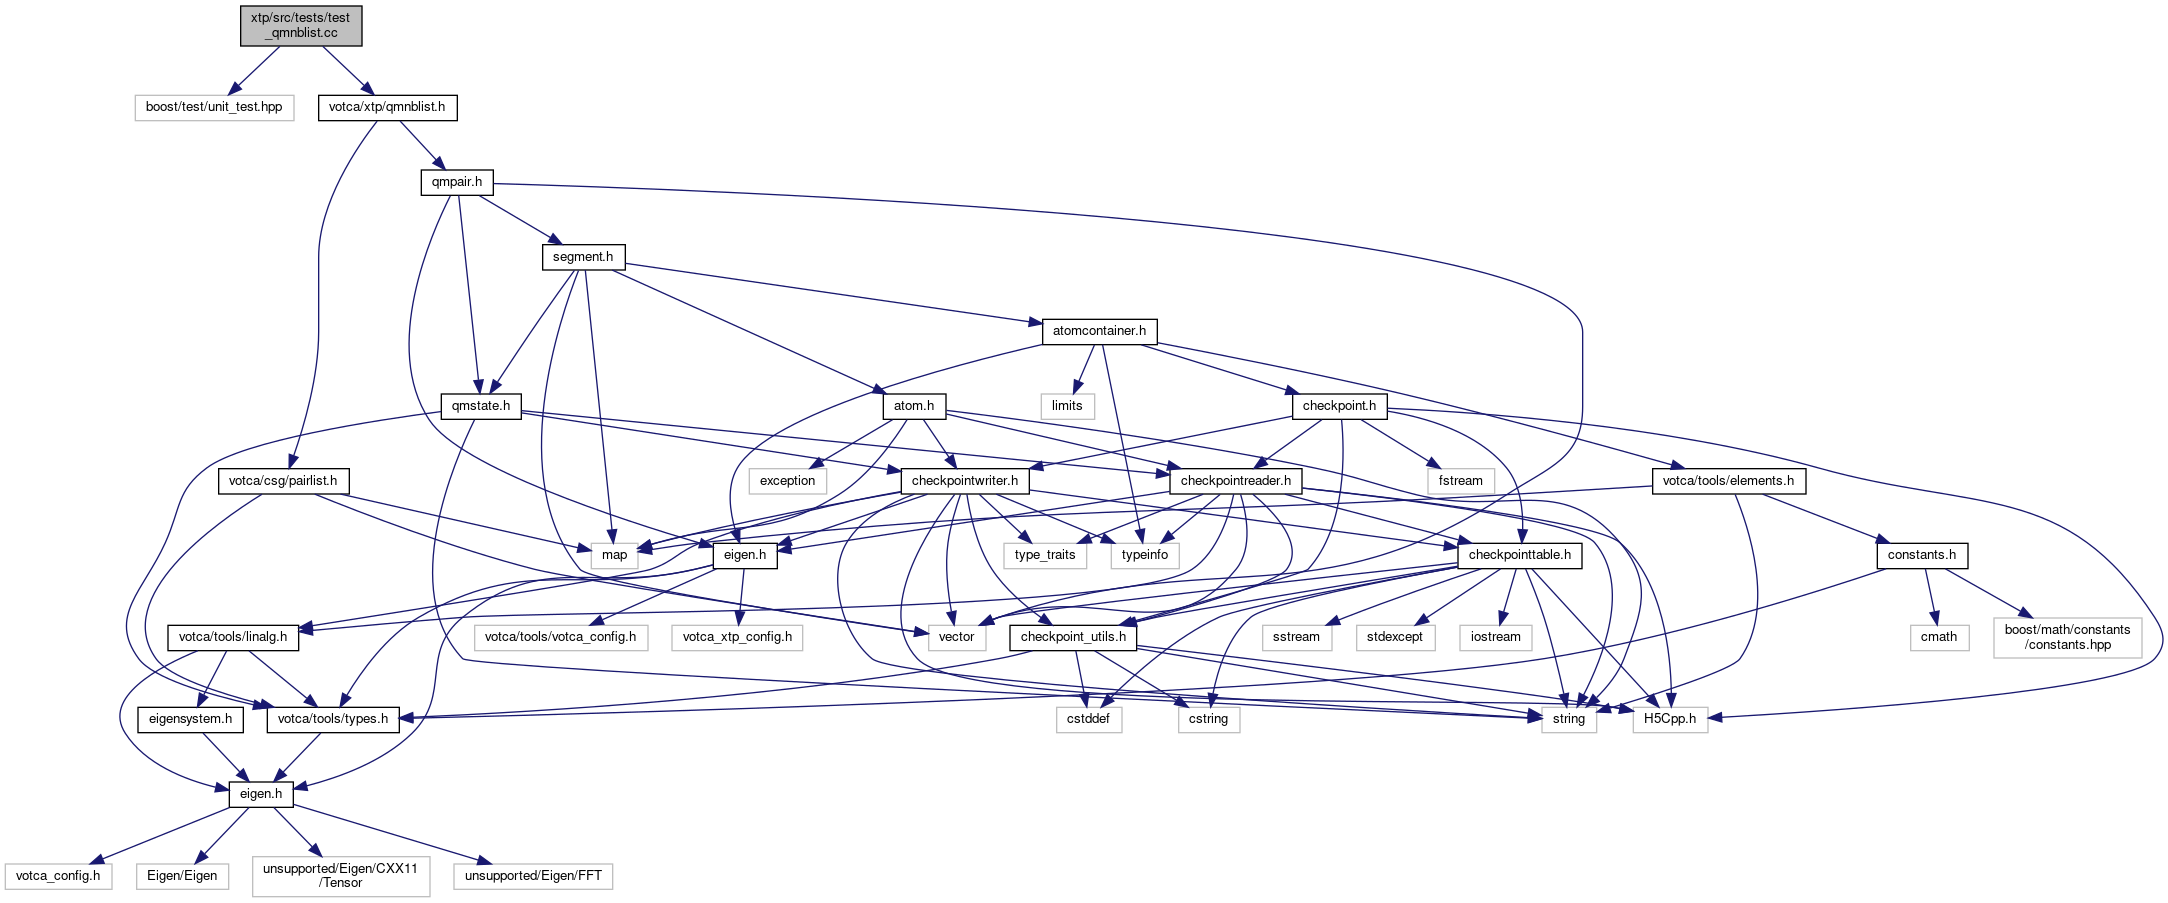 xtp/src/tests/test
_qmnblist.cc
boost/test/unit_test.hpp
votca/xtp/qmnblist.h
qmpair.h
segment.h
atomcontainer.h
qmstate.h
atom.h
limits
checkpoint.h
votca/csg/pairlist.h
exception
checkpointwriter.h
checkpointreader.h
fstream
votca/tools/elements.h
map
eigen.h
type_traits
typeinfo
checkpointtable.h
constants.h
votca/tools/linalg.h
votca/tools/votca_config.h
votca_xtp_config.h
vector
checkpoint_utils.h
sstream
stdexcept
iostream
cmath
boost/math/constants
/constants.hpp
eigensystem.h
votca/tools/types.h
cstddef
cstring
string
H5Cpp.h
eigen.h
votca_config.h
Eigen/Eigen
unsupported/Eigen/CXX11
/Tensor
unsupported/Eigen/FFT